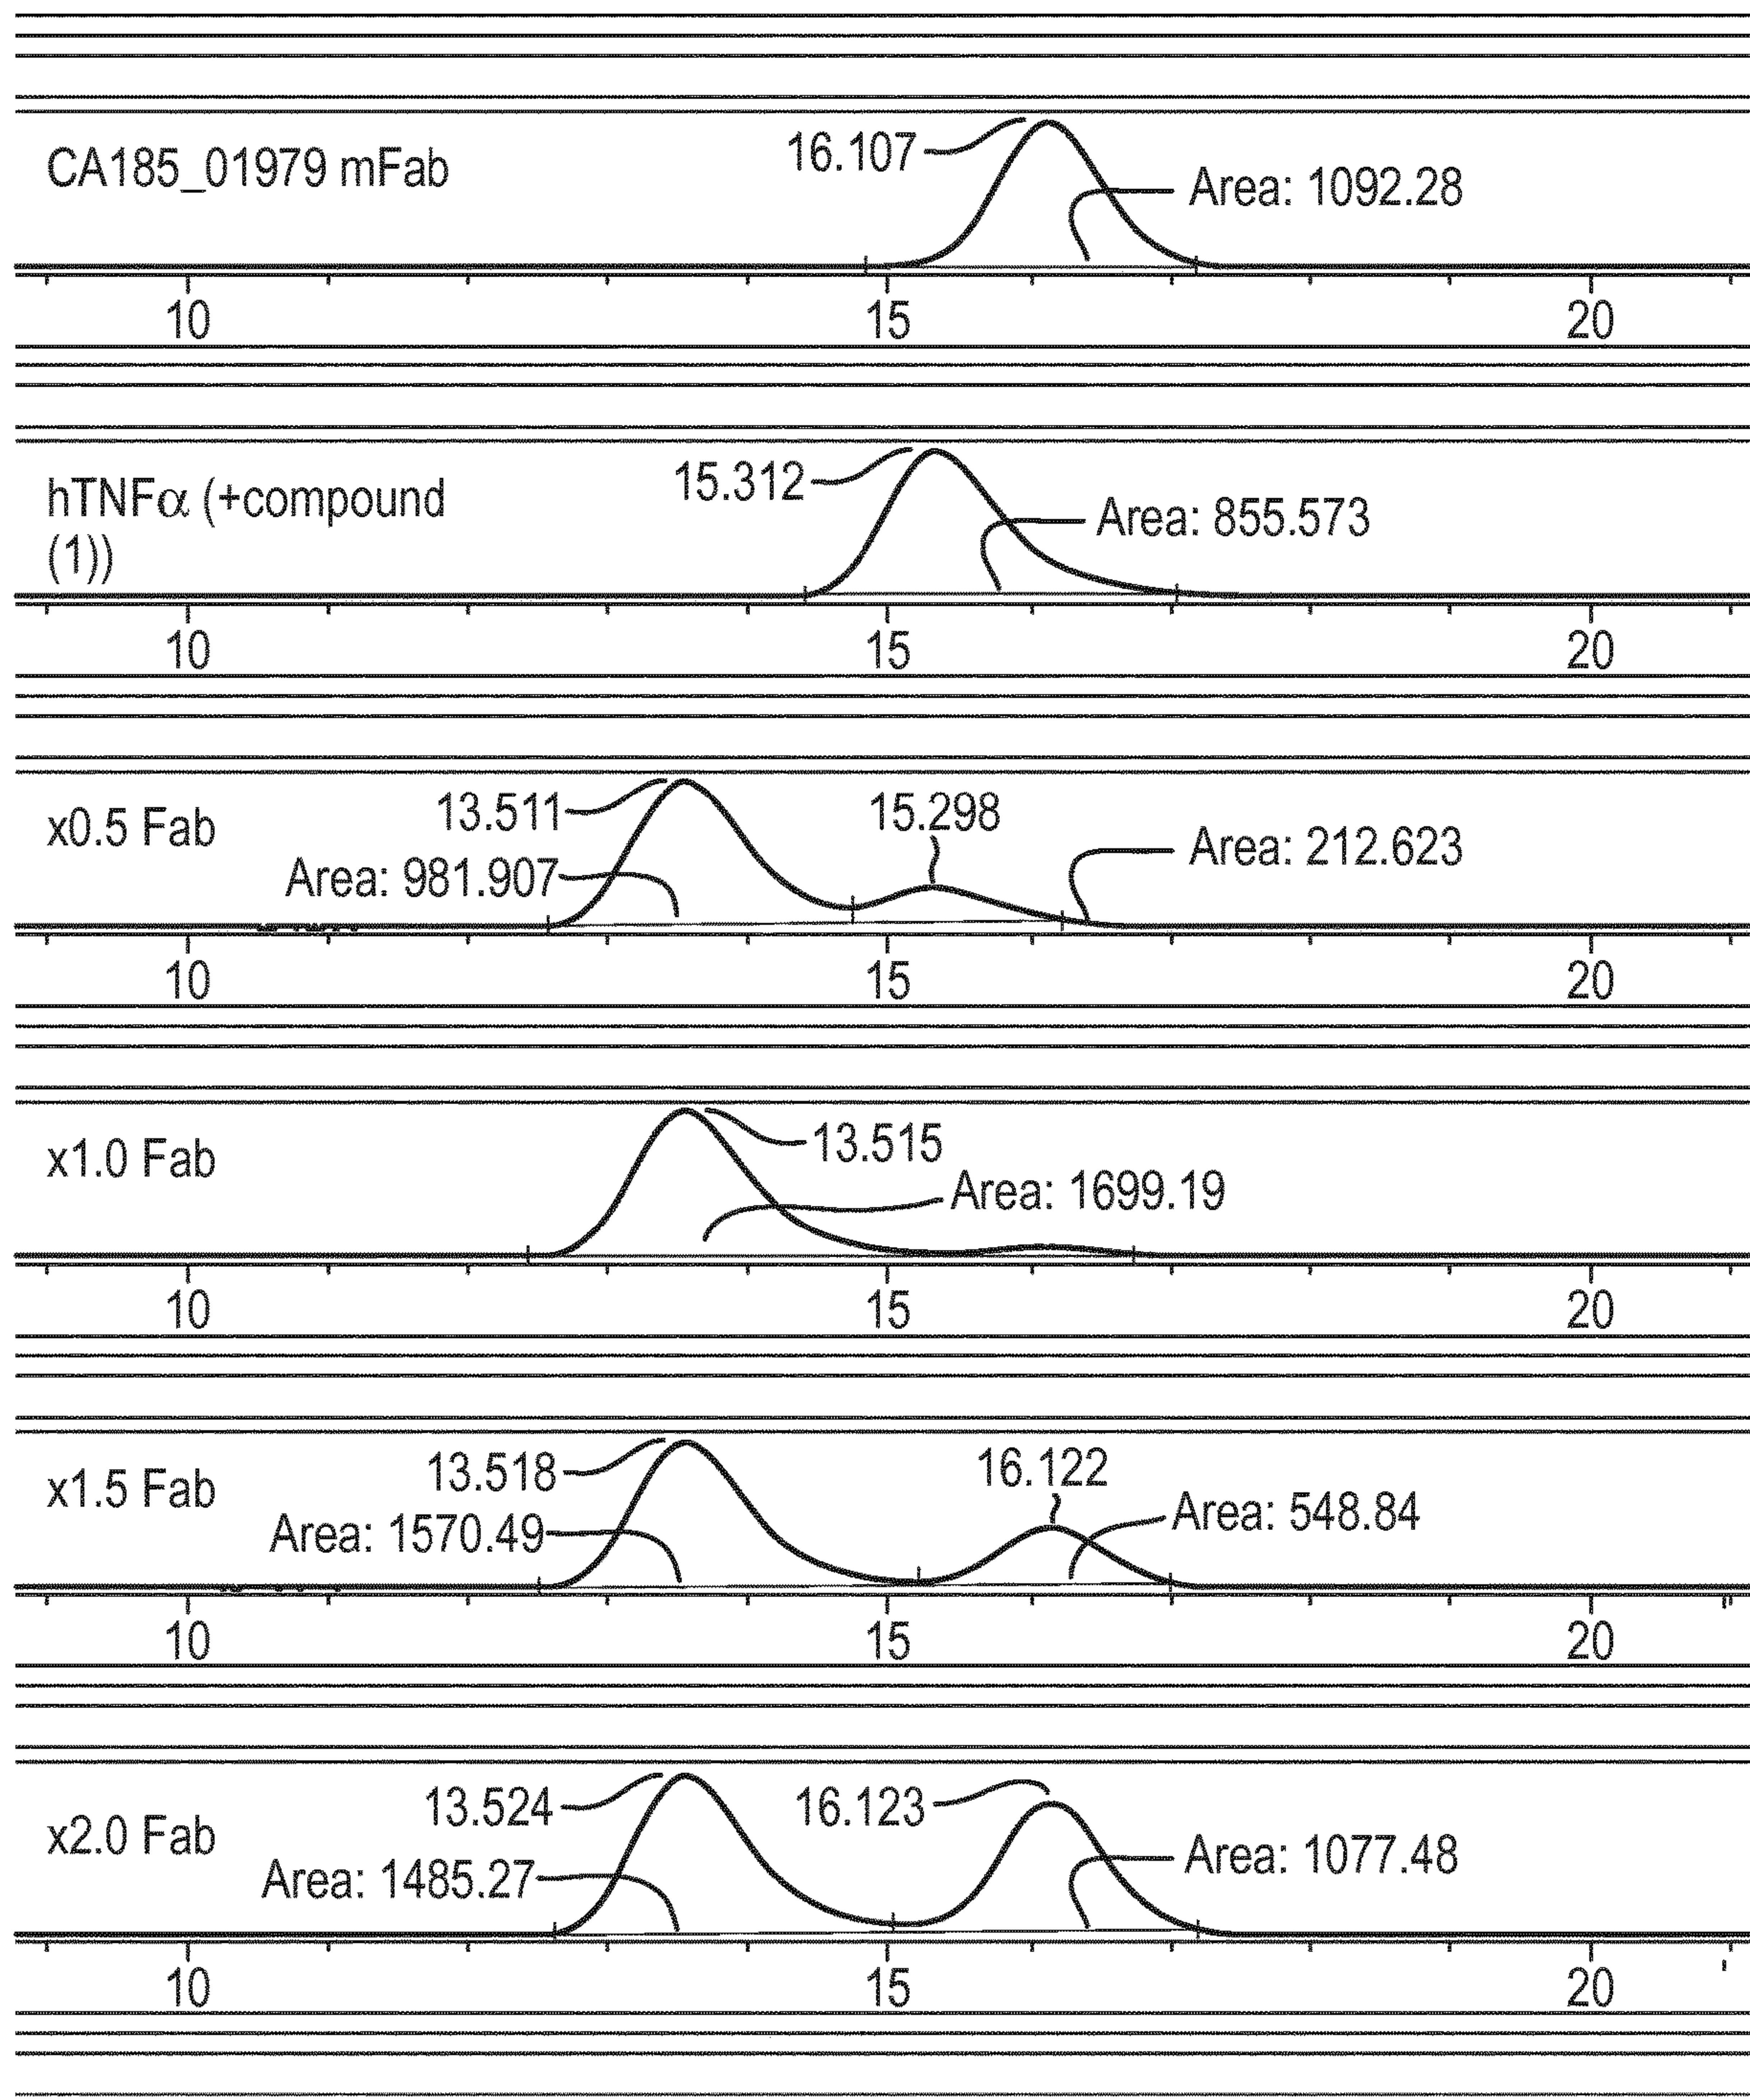 CA185_01979 mFab
16.107
Area: 1092.28
10 15 20
hTNFα (+compound
(1))
15.312
Area: 855.573
10 15 20
x0.5 Fab
13.511
15.298
Area: 981.907
Area: 212.623
10 15 20
x1.0 Fab
13.515
Area: 1699.19
10 15 20
x1.5 Fab
13.518
16.122
Area: 1570.49
Area: 548.84
10 15 20
x2.0 Fab
13.524
16.123
Area: 1485.27
Area: 1077.48
10 15 20